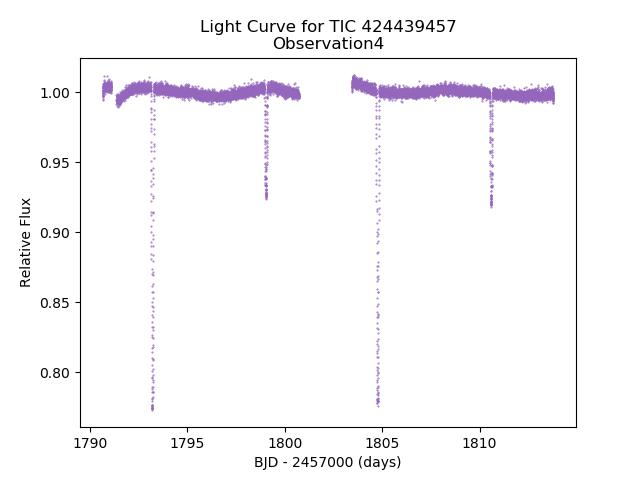 Light Curve for TIC 424439457
Observation4
1.00
0.95
0.90
0.85
0.80
Relative Flux
1790
1795
1800
1805
1810
BJD - 2457000 (days)